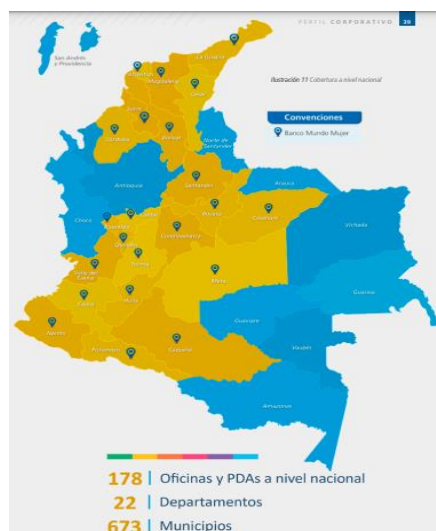 PERFIL CORPORATIVO 28
San Andrés
y Providencia
La Guajira
Ilustración 11 Cobertura a nivel nacional
Atlántico
Magdalena
Cesar
Convenciones
Banco Mundo Mujer
Sucre
Córdoba
Bolívar
Norte de
Santander
Antioquia
Santander
Arauca
Chocó
Caldas
Boyacá
Casanare
Risaralda
Vichada
Quindío
Cundinamarca
Valle del
Cauca
Tolima
Meta
Guainía
Cauca
Huila
Guaviare
Nariño
Caquetá
Vaupés
Putumayo
Amazonas
178 | Oficinas y PDAs a nivel nacional
22 | Departamentos
673 | Municipios